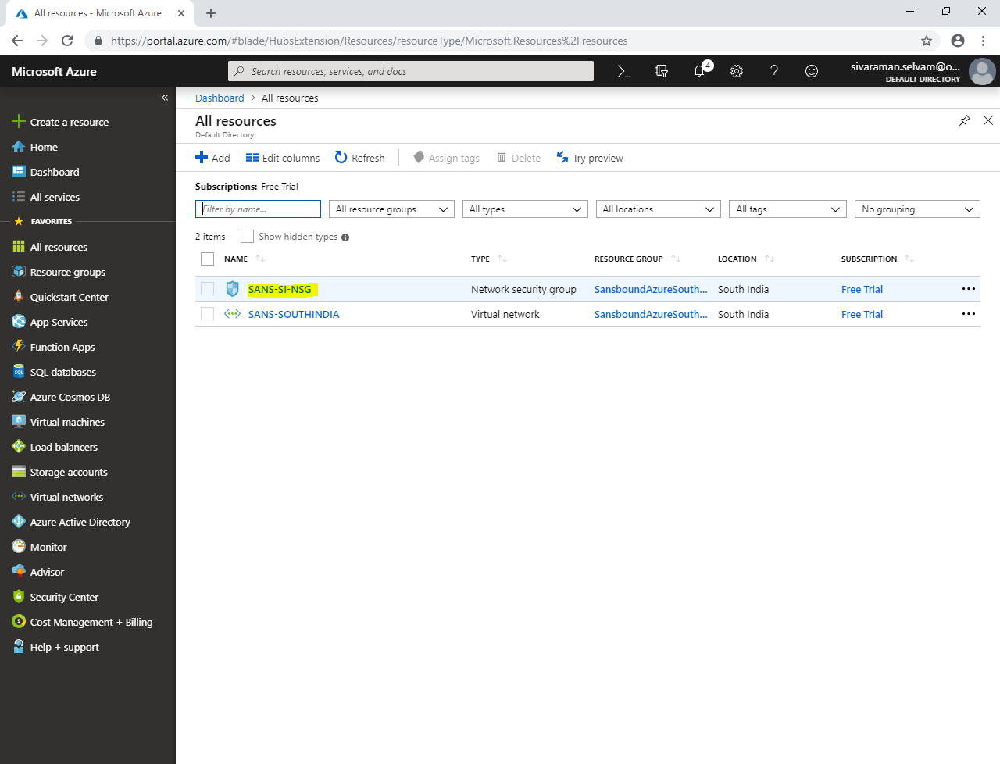 All resources - Microsoft Azure
https://portal.azure.com/#blade/HubsExtension/Resources/resourceType/Microsoft.Resources%2Fresources
Microsoft Azure
Search resources, services, and docs
4
sivaraman.selvam@o...
DEFAULT DIRECTORY
Dashboard > All resources
All resources
Default Directory
Add Edit columns Refresh Assign tags Delete Try preview
Subscriptions: Free Trial
Filter by name... All resource groups All types All locations All tags No grouping
2 items Show hidden types
NAME TYPE RESOURCE GROUP LOCATION SUBSCRIPTION
SANS-SI-NSG Network security group SansboundAzureSouth... South India Free Trial
SANS-SOUTHINDIA Virtual network SansboundAzureSouth... South India Free Trial
Create a resource
Home
Dashboard
All services
FAVORITES
All resources
Resource groups
Quickstart Center
App Services
Function Apps
SQL databases
Azure Cosmos DB
Virtual machines
Load balancers
Storage accounts
Virtual networks
Azure Active Directory
Monitor
Advisor
Security Center
Cost Management + Billing
Help + support